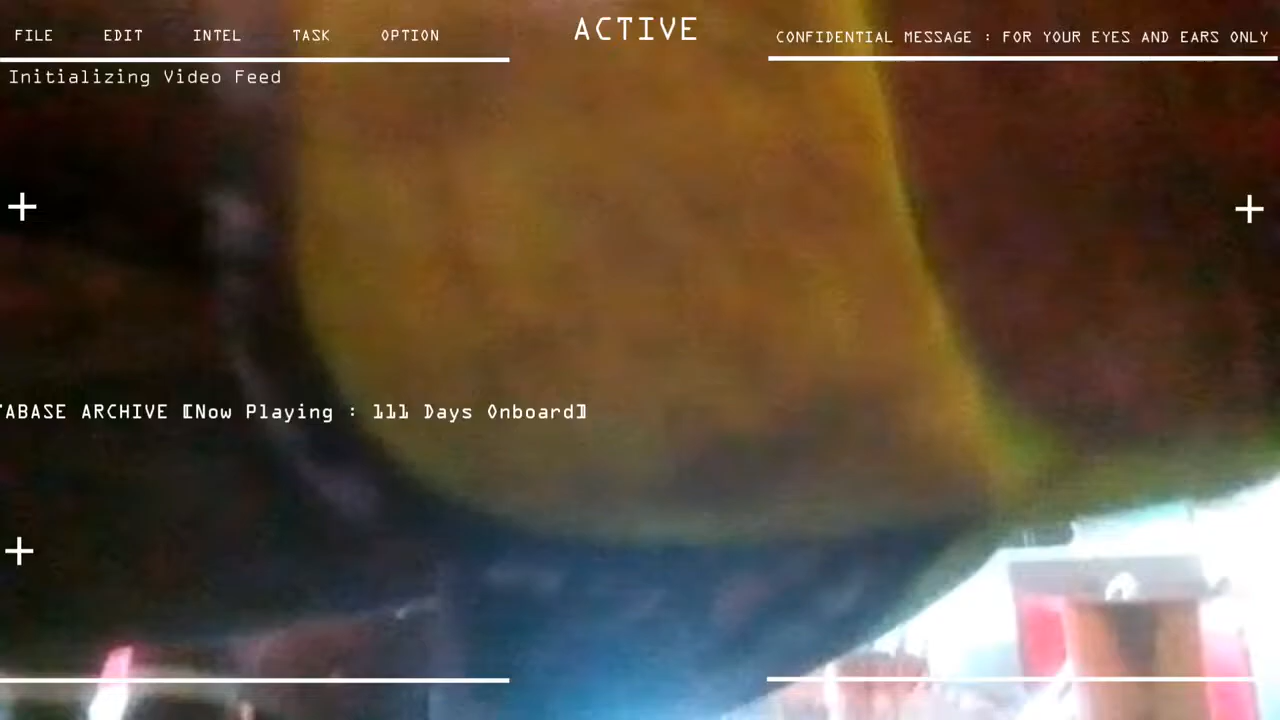 FILE EDIT INTEL TASK OPTION
ACTIVE
CONFIDENTIAL MESSAGE : FOR YOUR EYES AND EARS ONLY
Initializing Video Feed
ABASE ARCHIVE [Now Playing : 111 Days Onboard]